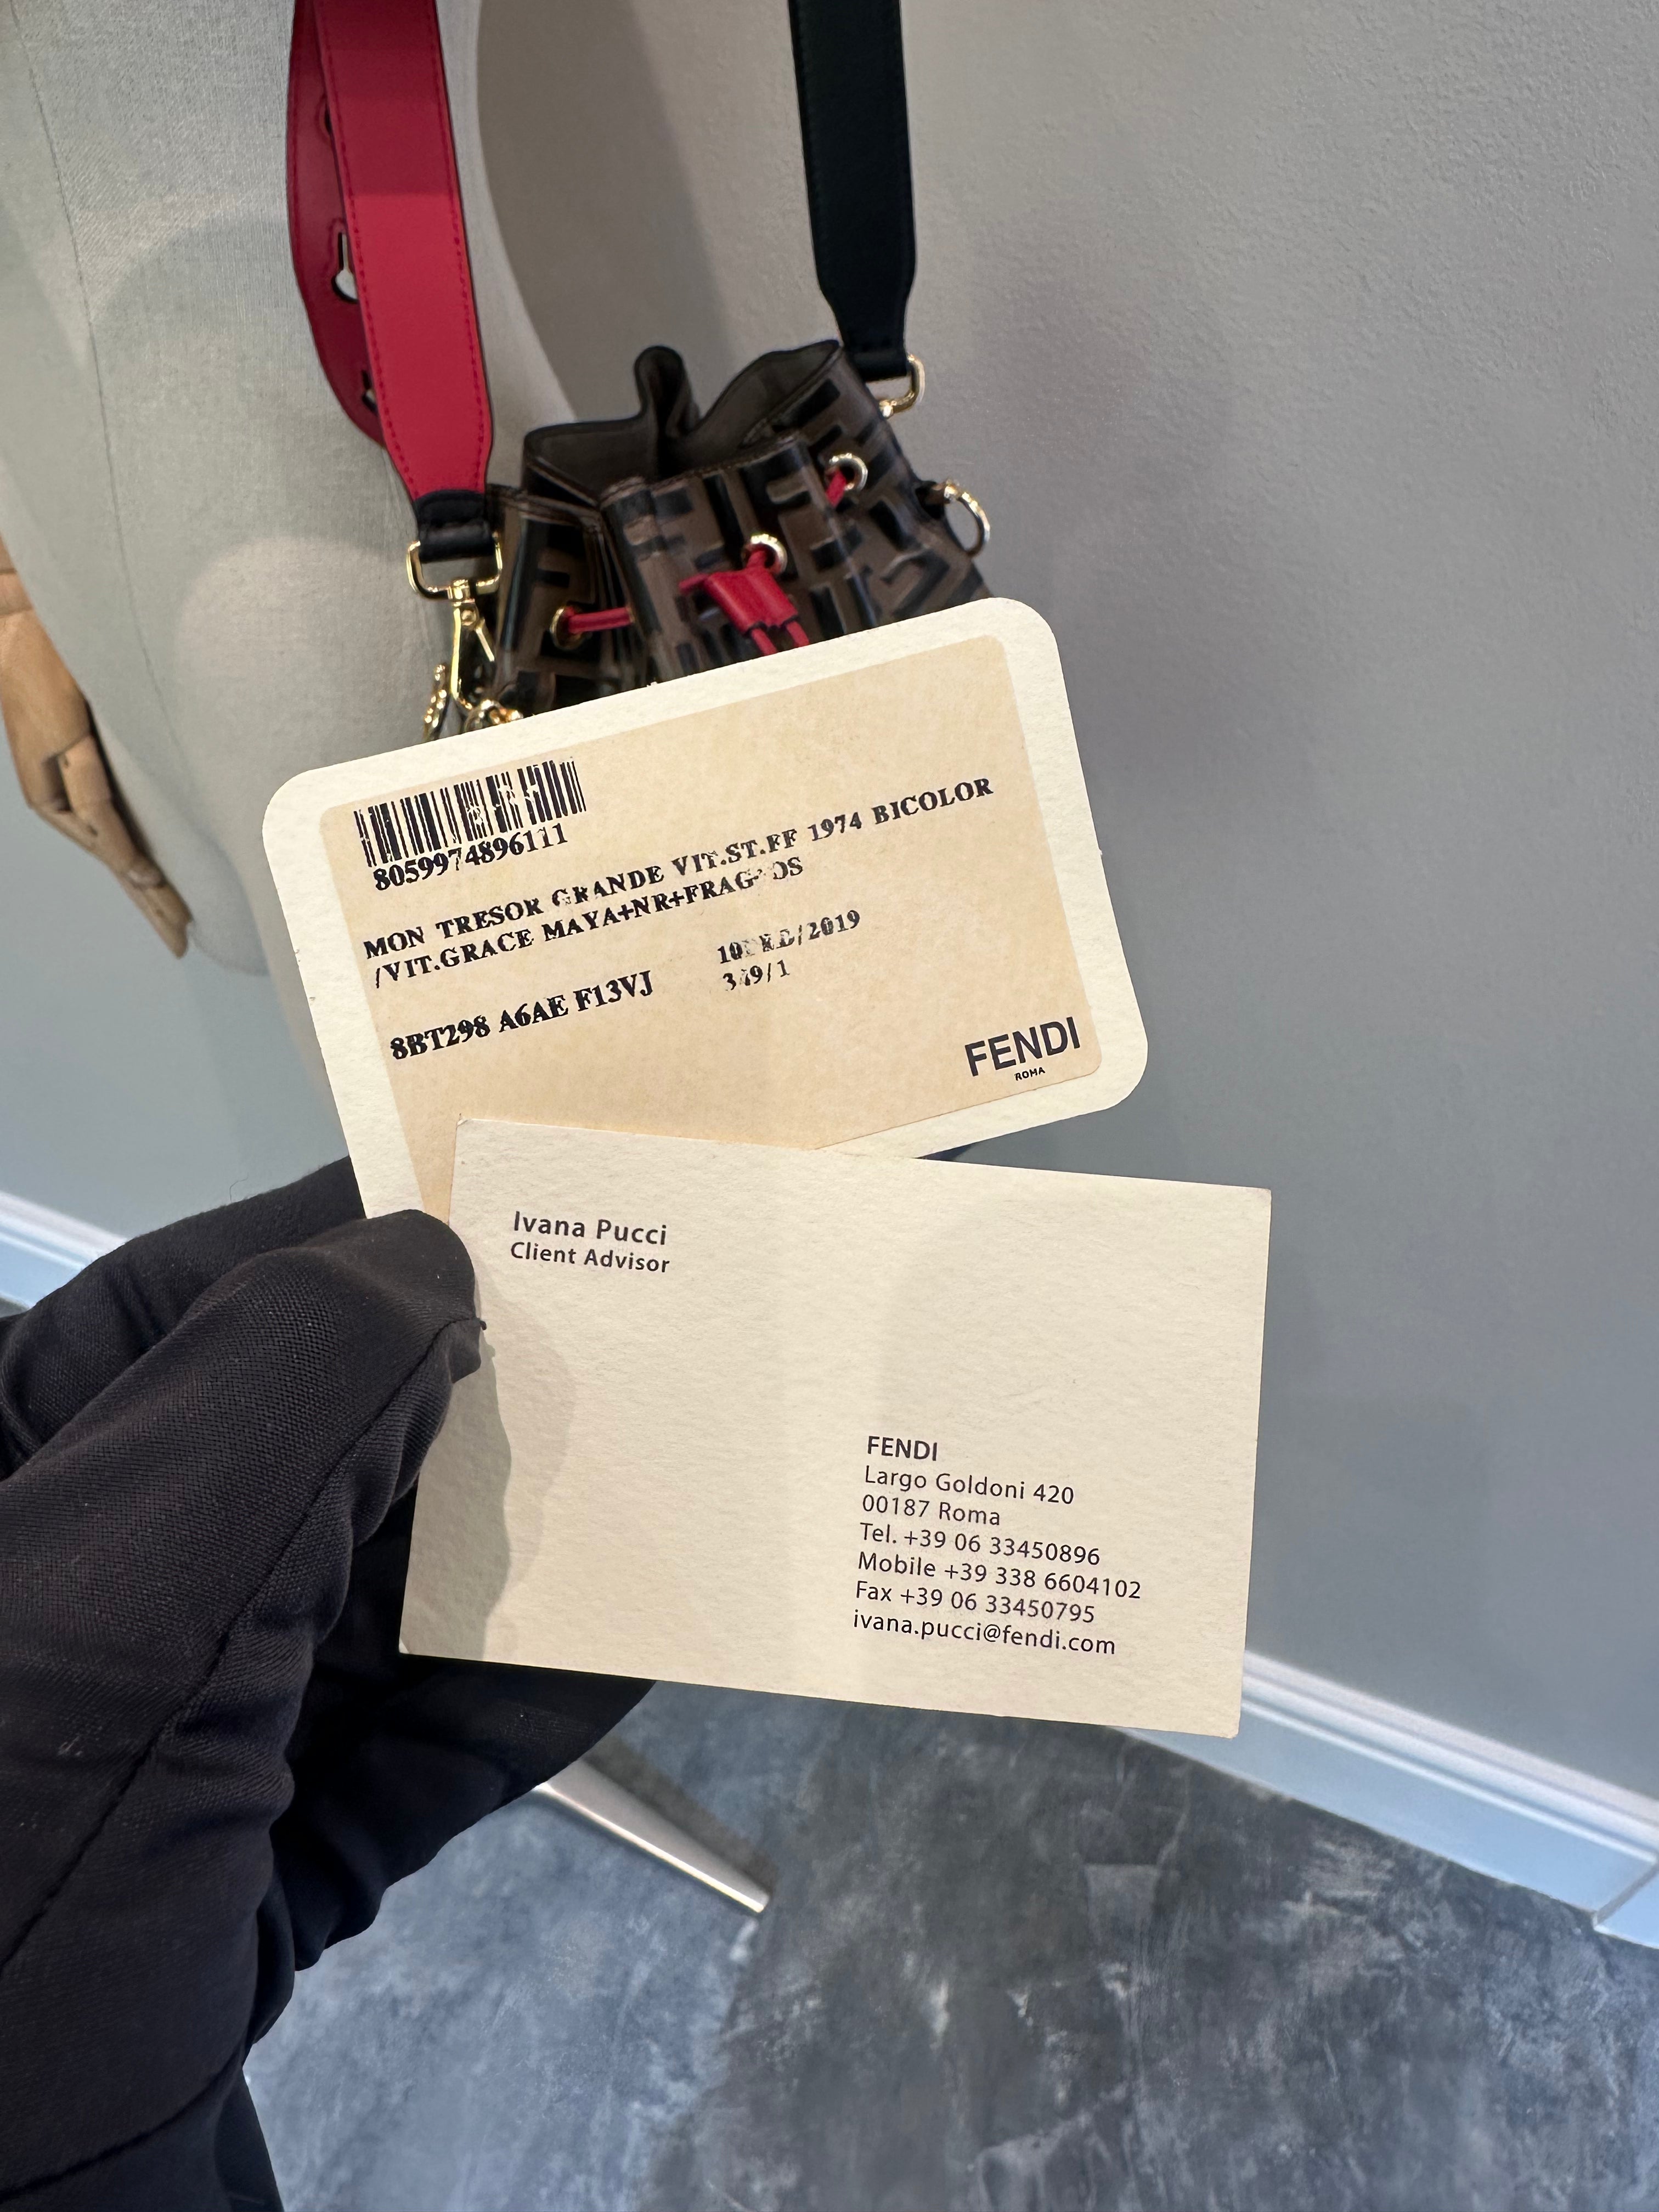 8059974896111
MON TRESOR GRANDE VIT.ST.FF 1974 BICOLOR
/VIT.GRACE MAYA+NR+FRAG+OS
/2019
8BT298 A6AE F13VJ
FENDI
ROMA
Ivana Pucci
Client Advisor
FENDI
Largo Goldoni 420
00187 Roma
Tel. +39 06 33450896
Mobile +39 338 6604102
Fax +39 06 33450795
ivana.pucci@fendi.com